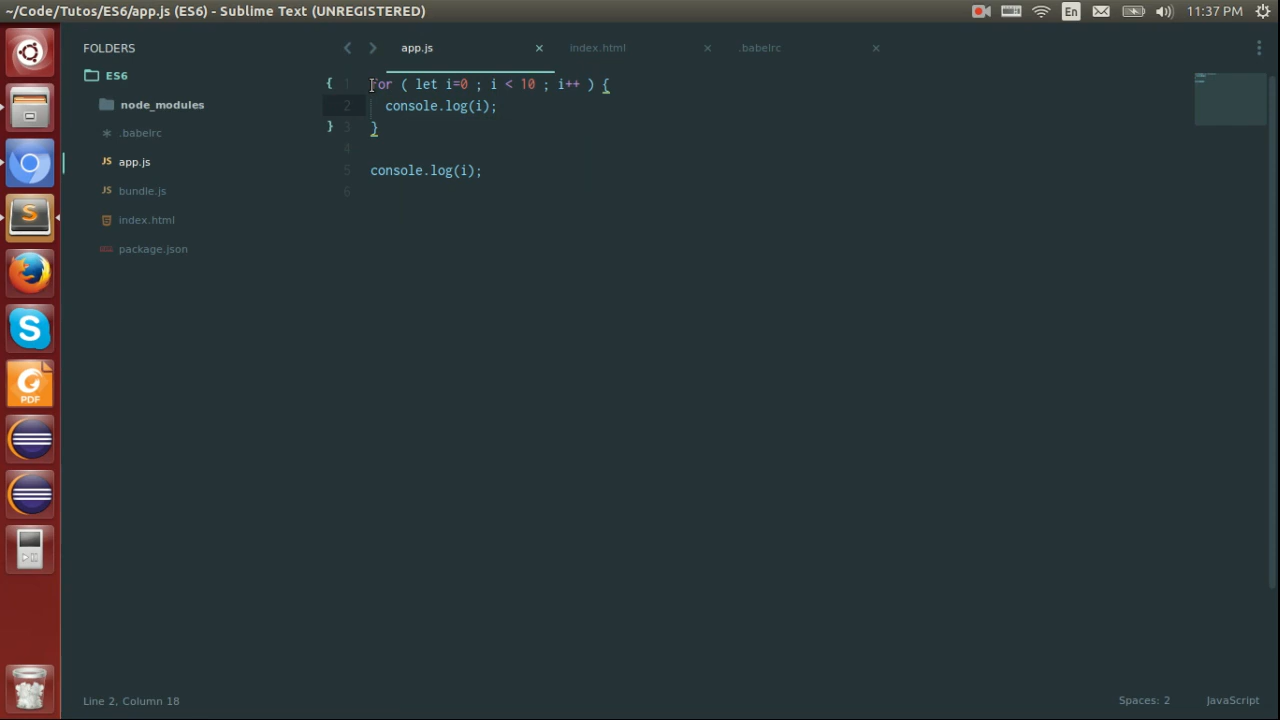 ~/Code/Tutos/ES6/app.js (ES6) - Sublime Text (UNREGISTERED)
En
11:37 PM
FOLDERS
ES6
node_modules
.babelrc
app.js
bundle.js
index.html
package.json
app.js
index.html
.babelrc
{ 1 for ( let i=0 ; i < 10 ; i++ ) {
2 console.log(i);
} 3 }
4
5 console.log(i);
6
S
S
PDF
JS
JS
Line 2, Column 18
Spaces: 2
JavaScript